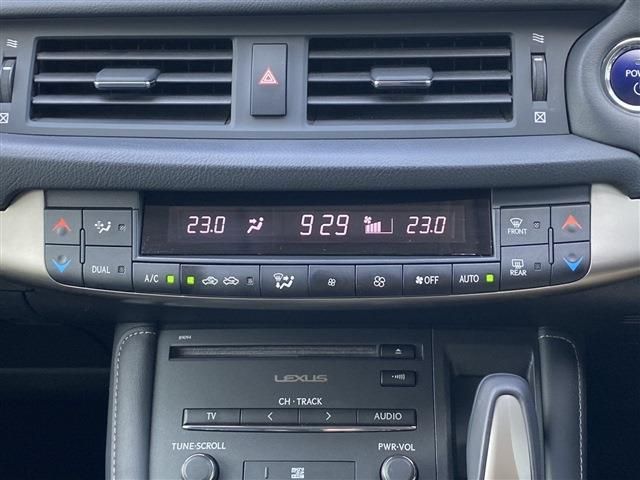 POWER
23.0 9:29 23.0
FRONT
DUAL
REAR
A/C
OFF
AUTO
LEXUS
CH・TRACK
TV
AUDIO
TUNE・SCROLL
PWR・VOL